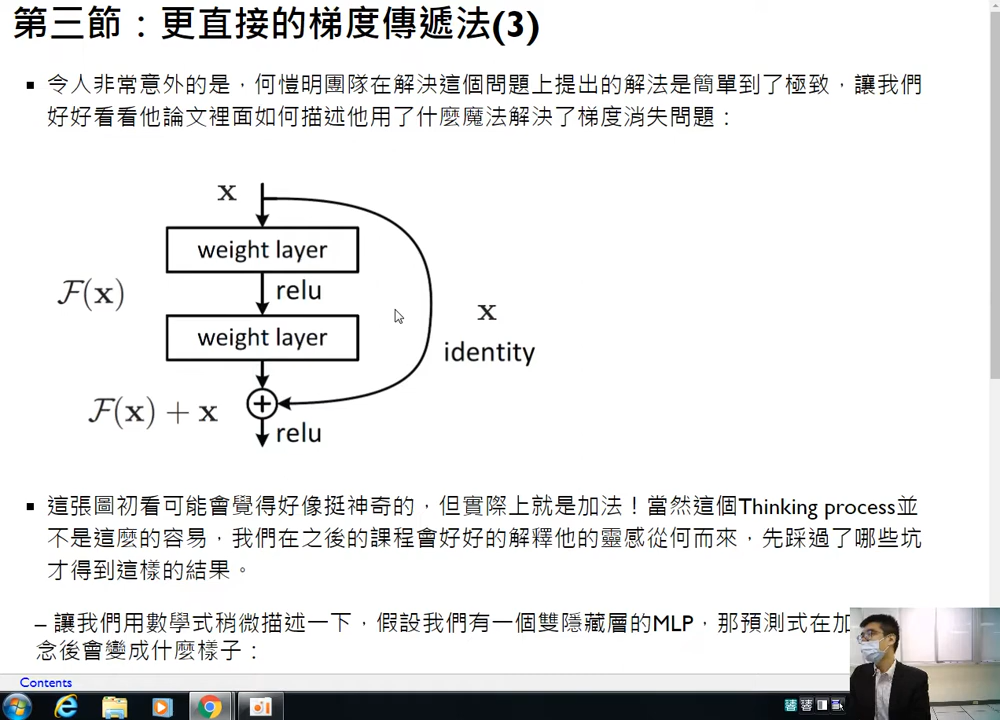 第三節：更直接的梯度傳遞法(3)
▪ 令人非常意外的是，何愷明團隊在解決這個問題上提出的解法是簡單到了極致，讓我們
好好看看他論文裡面如何描述他用了什麼魔法解決了梯度消失問題：
x
weight layer
F(x)
relu
x
weight layer
identity
F(x) + x
+
relu
▪ 這張圖初看可能會覺得好像挺神奇的，但實際上就是加法！當然這個Thinking process並
不是這麼的容易，我們在之後的課程會好好的解釋他的靈感從何而來，先踩過了哪些坑
才得到這樣的結果。
– 讓我們用數學式稍微描述一下，假設我們有一個雙隱藏層的MLP，那預測式在加
念後會變成什麼樣子：
Contents